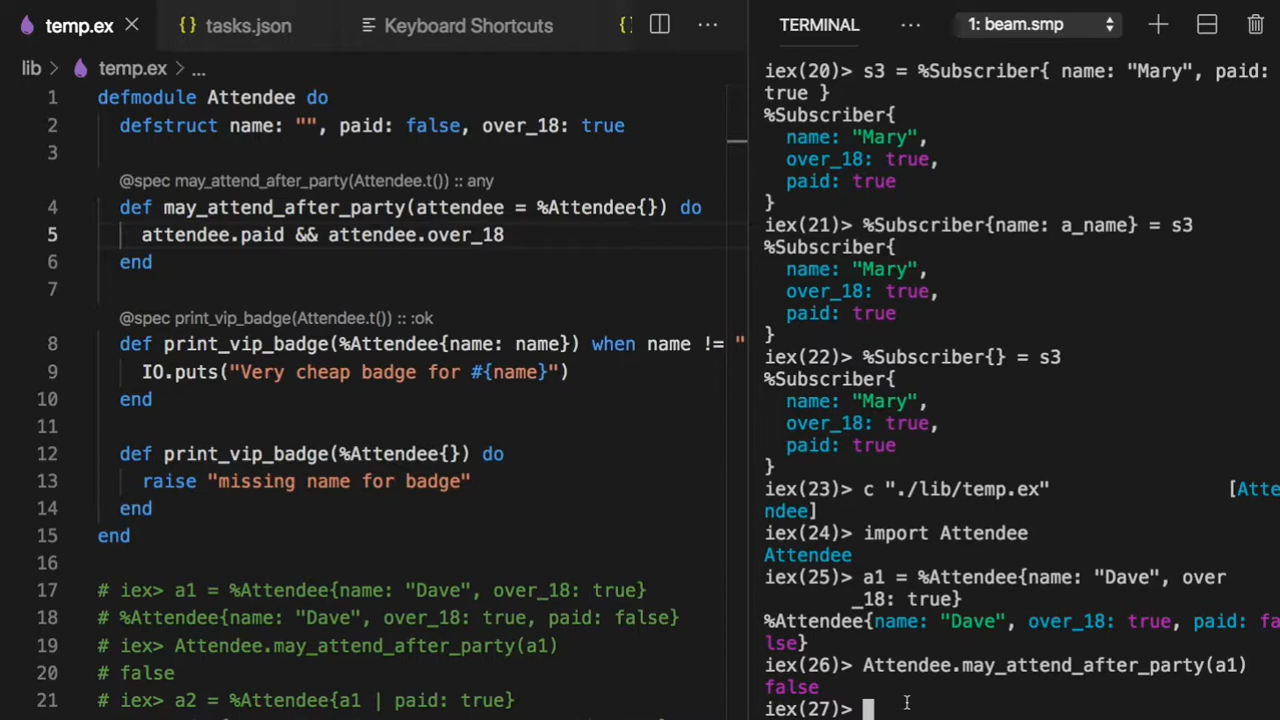 temp.ex tasks.json Keyboard Shortcuts {}
lib > temp.ex > ...
1 defmodule Attendee do
2 defstruct name: "", paid: false, over_18: true
3
@spec may_attend_after_party(Attendee.t()) :: any
4 def may_attend_after_party(attendee = %Attendee{}) do
5 attendee.paid && attendee.over_18
6 end
7
@spec print_vip_badge(Attendee.t()) :: :ok
8 def print_vip_badge(%Attendee{name: name}) when name != "
9 IO.puts("Very cheap badge for #{name}")
10 end
11
12 def print_vip_badge(%Attendee{}) do
13 raise "missing name for badge"
14 end
15 end
16
17 # iex> a1 = %Attendee{name: "Dave", over_18: true}
18 # %Attendee{name: "Dave", over_18: true, paid: false}
19 # iex> Attendee.may_attend_after_party(a1)
20 # false
21 # iex> a2 = %Attendee{a1 | paid: true}
TERMINAL ... 1: beam.smp
iex(20)> s3 = %Subscriber{ name: "Mary", paid:
true }
%Subscriber{
name: "Mary",
over_18: true,
paid: true
}
iex(21)> %Subscriber{name: a_name} = s3
%Subscriber{
name: "Mary",
over_18: true,
paid: true
}
iex(22)> %Subscriber{} = s3
%Subscriber{
name: "Mary",
over_18: true,
paid: true
}
iex(23)> c "./lib/temp.ex" [Atte
ndee]
iex(24)> import Attendee
Attendee
iex(25)> a1 = %Attendee{name: "Dave", over
_18: true}
%Attendee{name: "Dave", over_18: true, paid: fa
lse}
iex(26)> Attendee.may_attend_after_party(a1)
false
iex(27)>